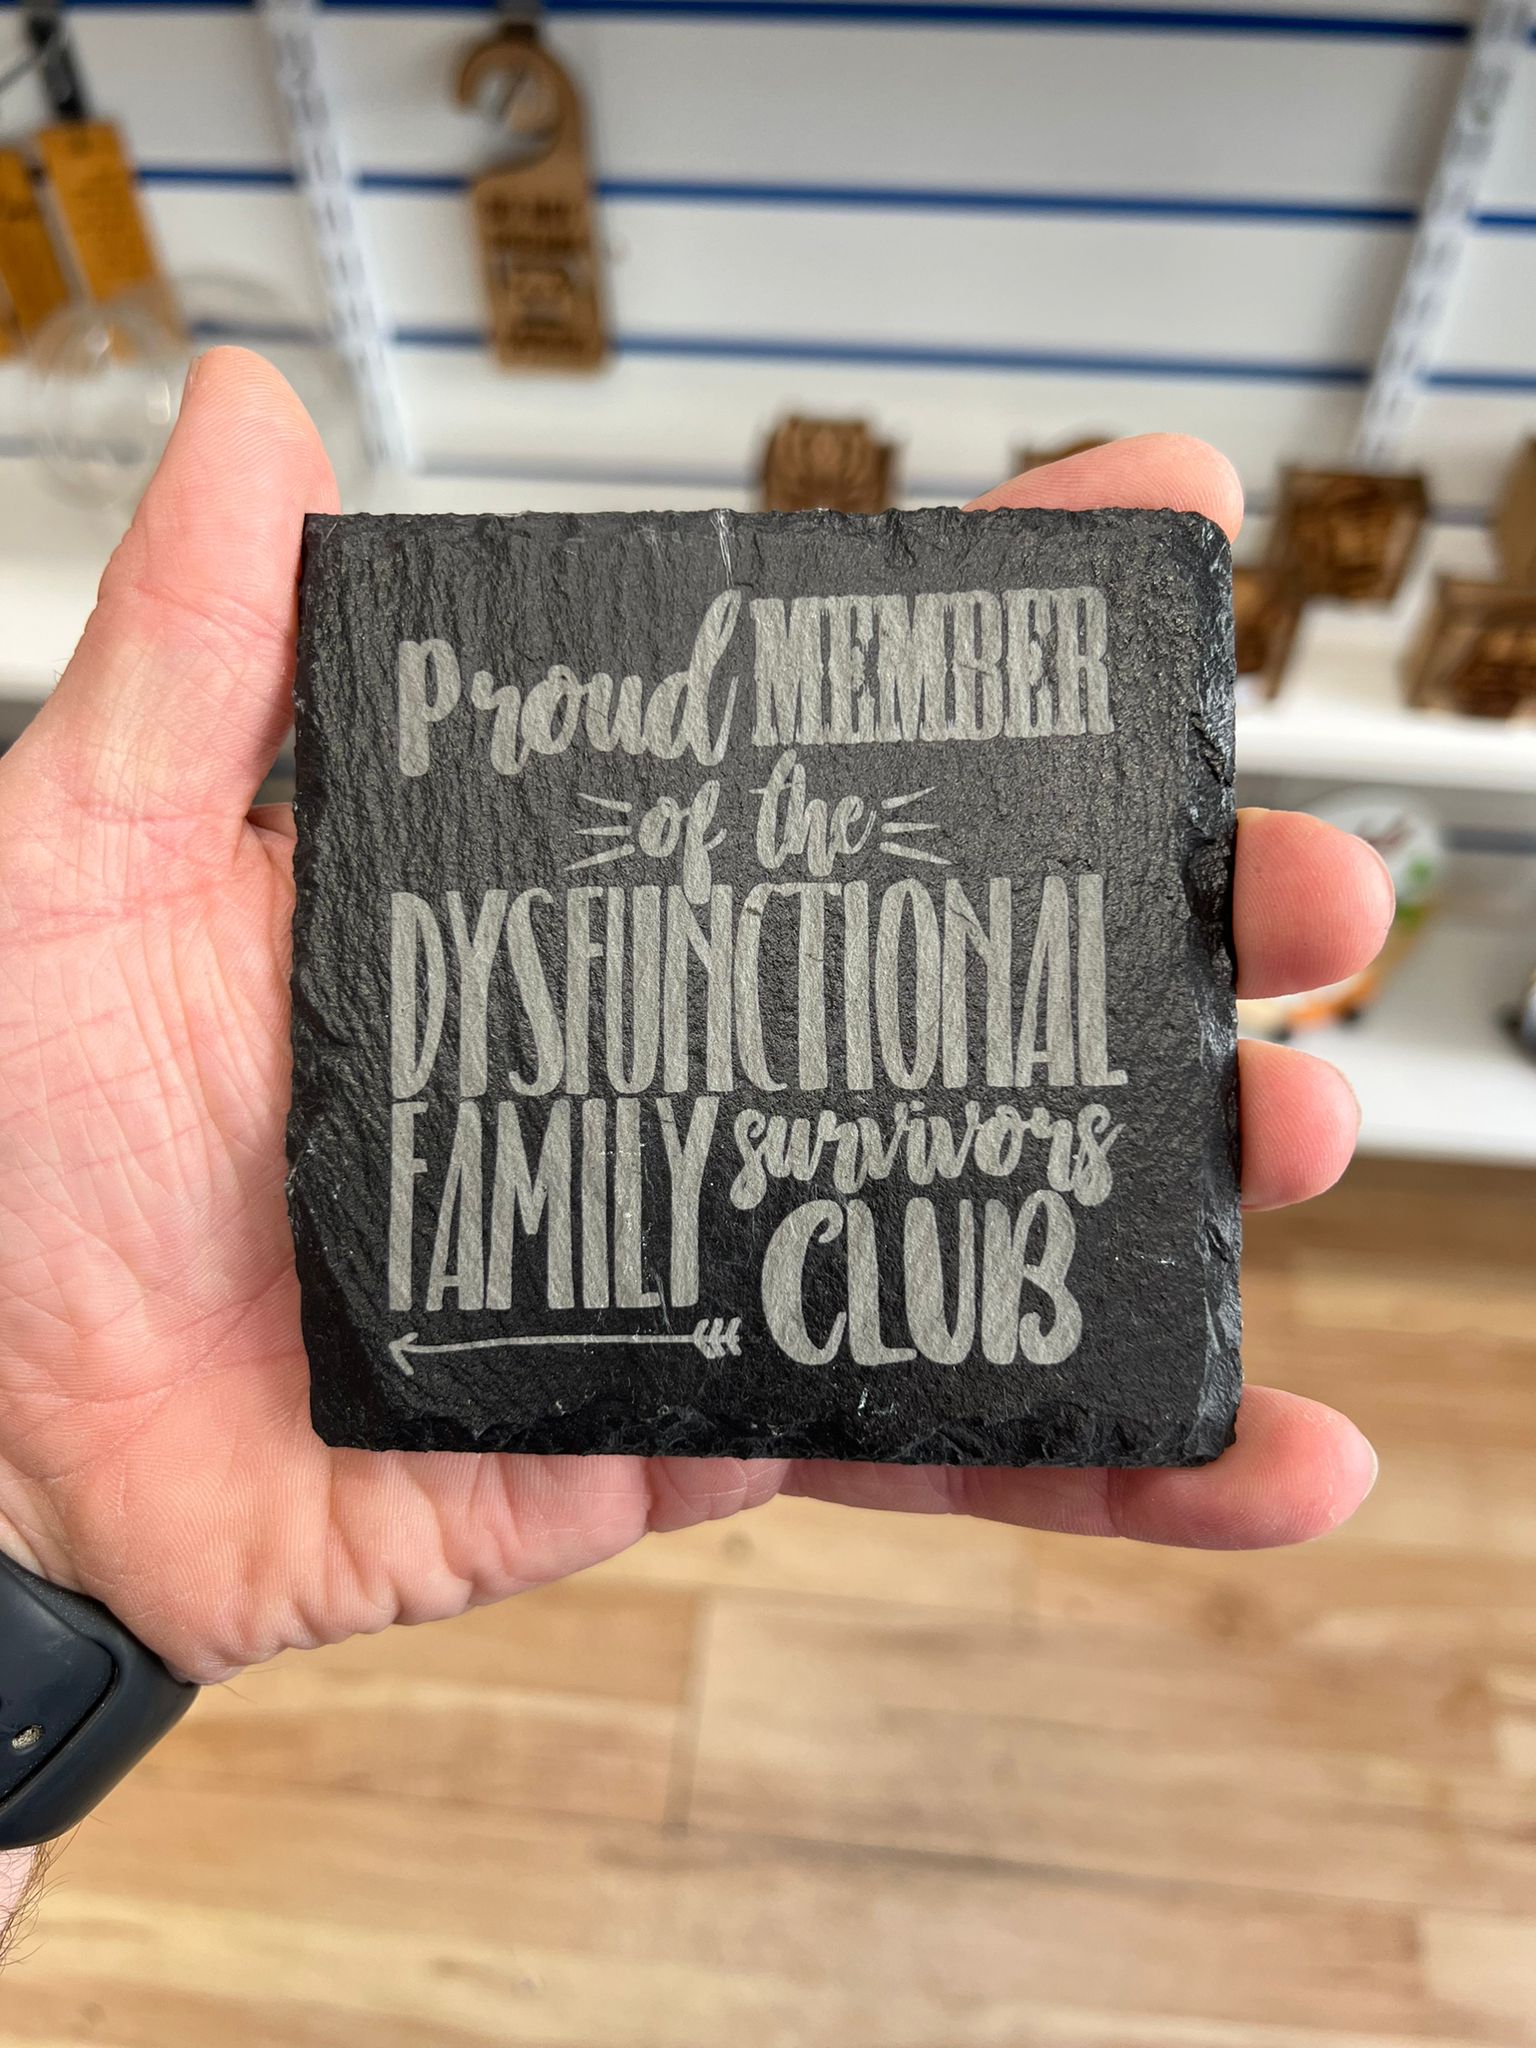 Proud MEMBER
of the
DYSFUNCTIONAL
FAMILY survivors
CLUB